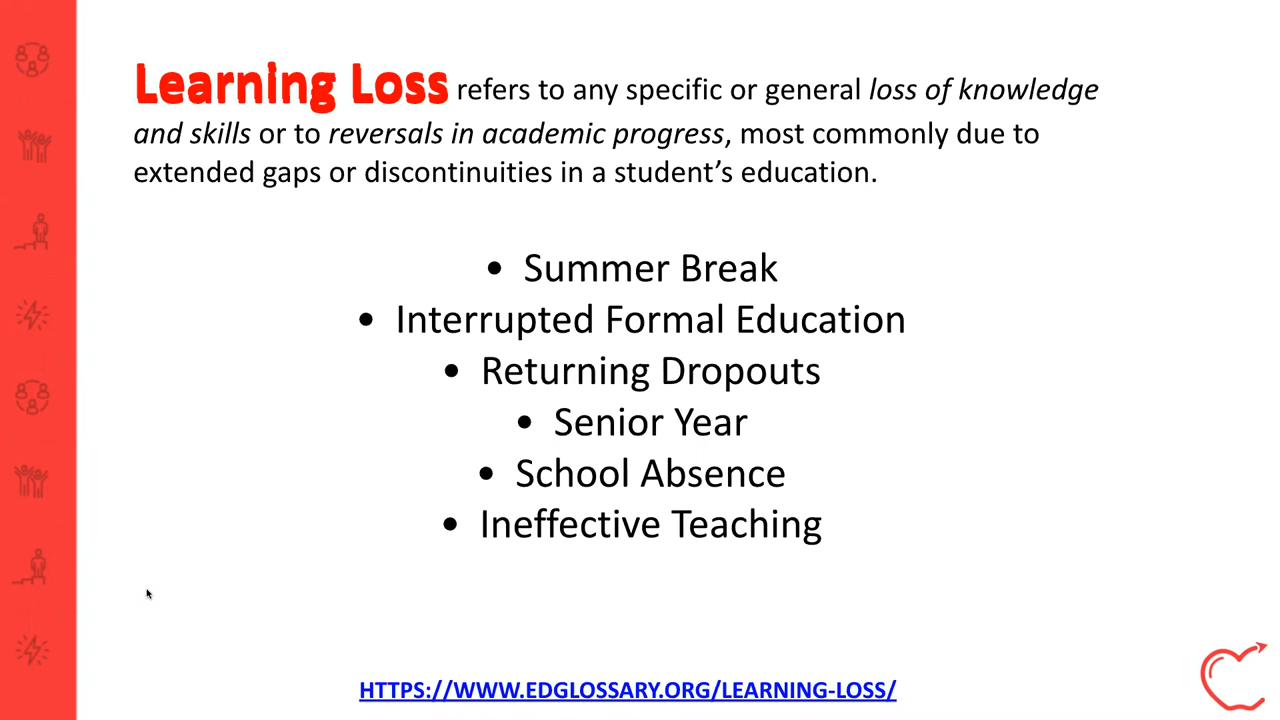 Learning Loss refers to any specific or general loss of knowledge
and skills or to reversals in academic progress, most commonly due to
extended gaps or discontinuities in a student’s education.
• Summer Break
• Interrupted Formal Education
• Returning Dropouts
• Senior Year
• School Absence
• Ineffective Teaching
HTTPS://WWW.EDGLOSSARY.ORG/LEARNING-LOSS/